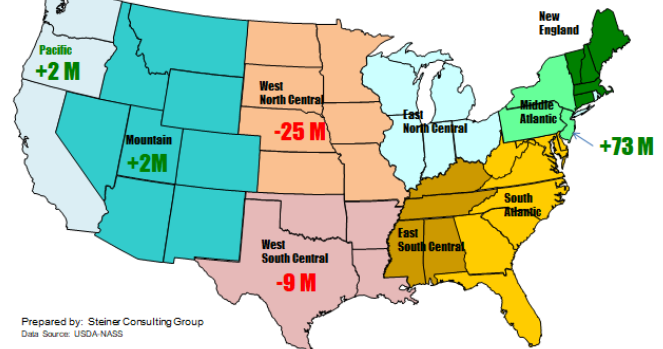 New
England
Pacific
+2 M
West
North Central
-25 M
East
North Central
Middle
Atlantic
+73 M
Mountain
+2M
South
Atlantic
West
South Central
-9 M
East
South Central
Prepared by: Steiner Consulting Group
Data Source: USDA-NASS